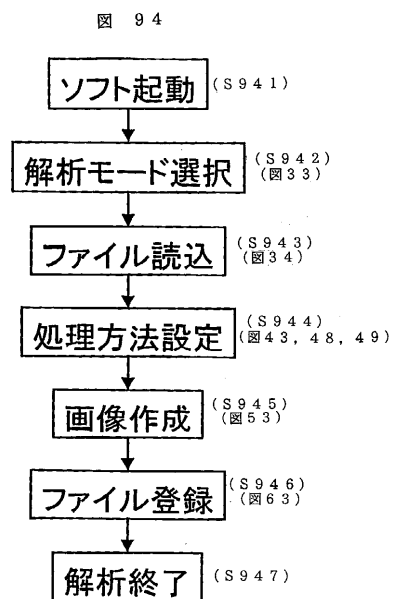 図 94
ソフト起動 (S941)
解析モード選択 (S942)
(図33)
ファイル読込 (S943)
(図34)
処理方法設定 (S944)
(図43, 48, 49)
画像作成 (S945)
(図53)
ファイル登録 (S946)
(図63)
解析終了 (S947)